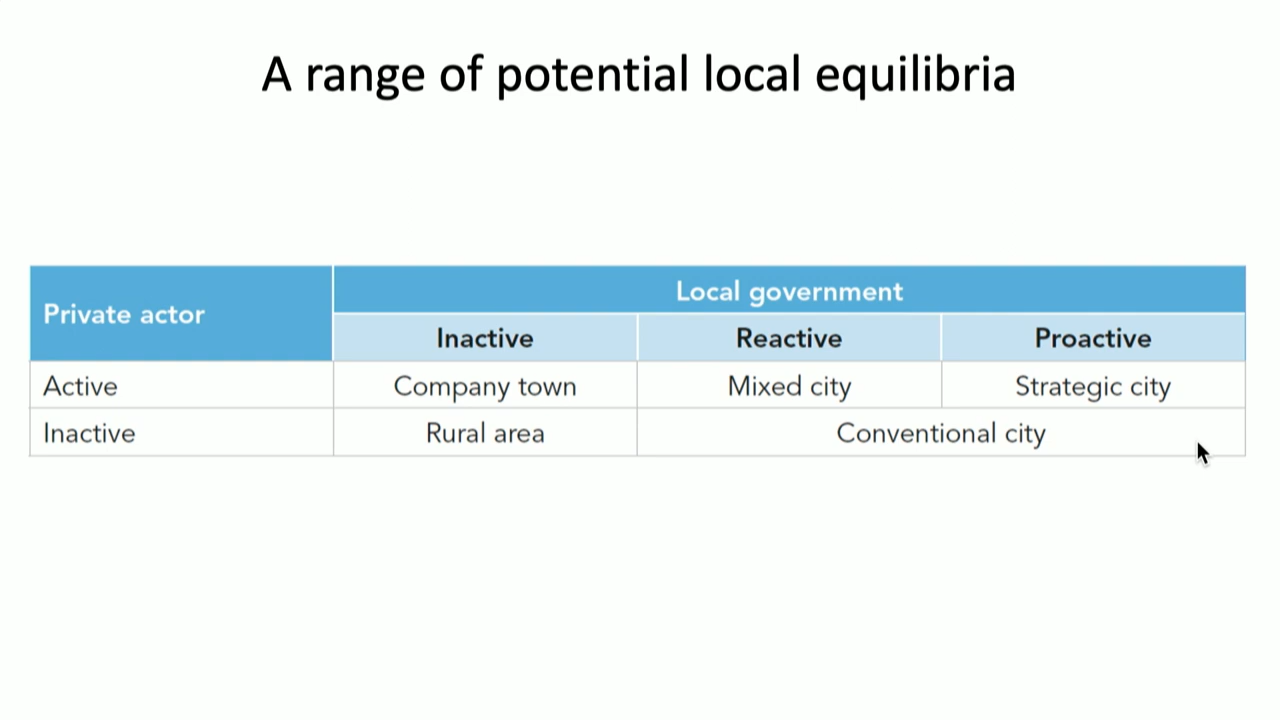 A range of potential local equilibria
Private actor
Local government
Inactive
Reactive
Proactive
Active
Company town
Mixed city
Strategic city
Inactive
Rural area
Conventional city